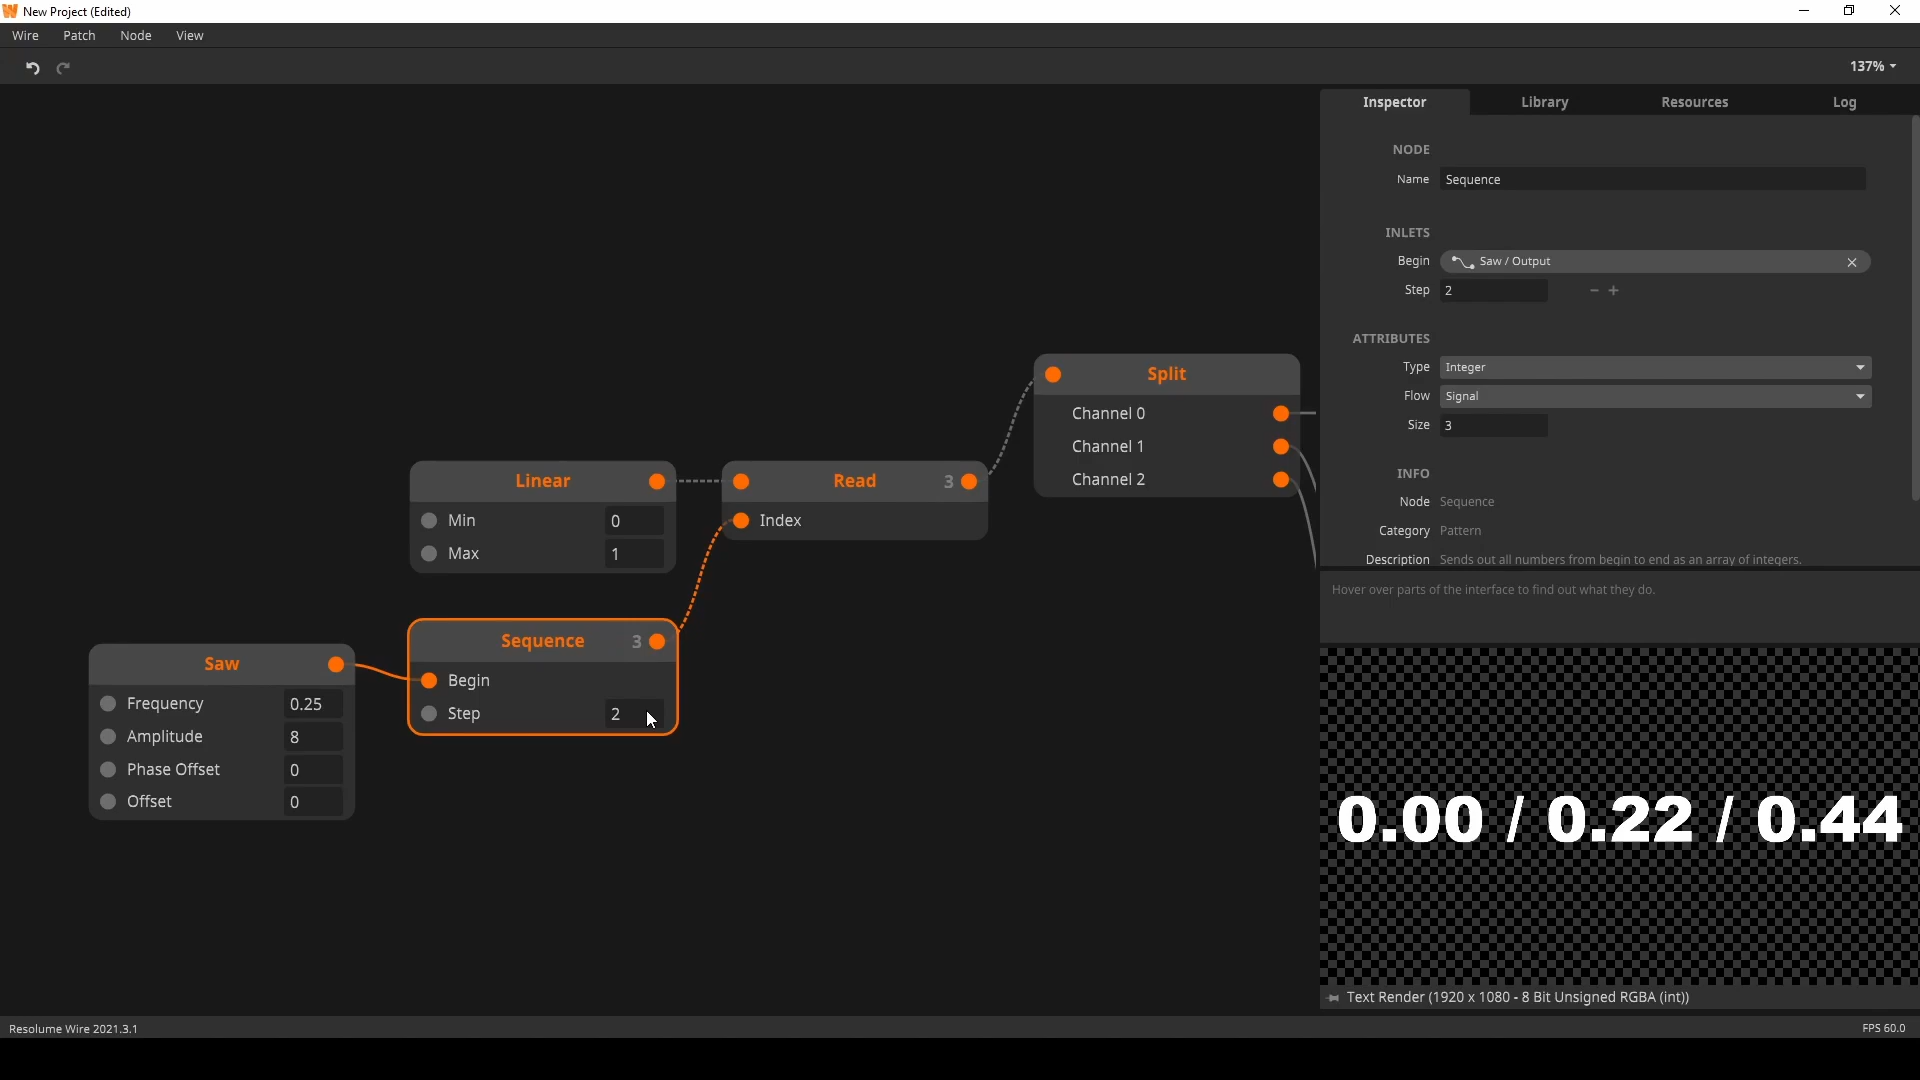 New Project (Edited)
Wire Patch Node View
137%
Inspector Library Resources Log
NODE
Name Sequence
INLETS
Begin Saw / Output
Step 2 − +
ATTRIBUTES
Type Integer
Flow Signal
Size 3
INFO
Node Sequence
Category Pattern
Description Sends out all numbers from begin to end as an array of integers.
Hover over parts of the interface to find out what they do.
Split
Channel 0
Channel 1
Channel 2
Linear
Min 0
Max 1
Read 3
Index
Sequence 3
Begin
Step 2
Saw
Frequency 0.25
Amplitude 8
Phase Offset 0
Offset 0
0.00 / 0.22 / 0.44
Text Render (1920 x 1080 - 8 Bit Unsigned RGBA (int))
Resolume Wire 2021.3.1
FPS 60.0